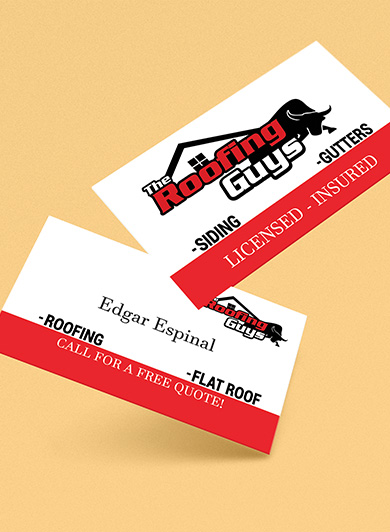 The
Roofing
Guys
-SIDING
-GUTTERS
LICENSED - INSURED
The
Roofing
Guys
Edgar Espinal
-ROOFING
-FLAT ROOF
CALL FOR A FREE QUOTE!